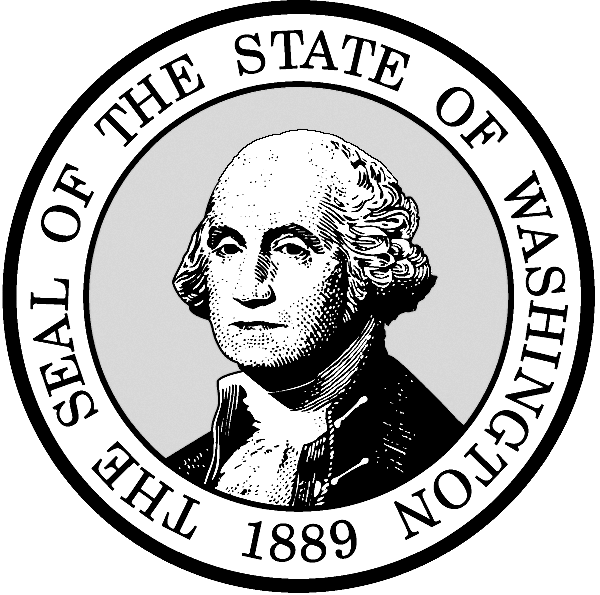 THE SEAL OF THE STATE OF WASHINGTON
1889